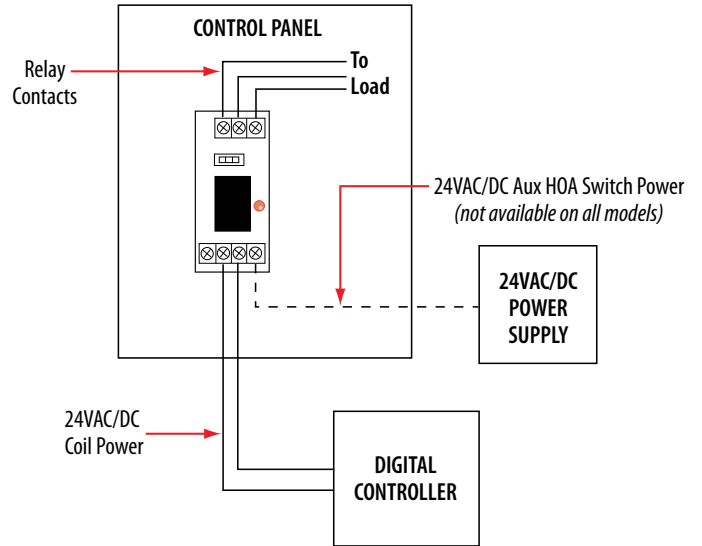 CONTROL PANEL
To
Load
Relay
Contacts
24VAC/DC Aux HOA Switch Power
(not available on all models)
24VAC/DC
POWER
SUPPLY
24VAC/DC
Coil Power
DIGITAL
CONTROLLER